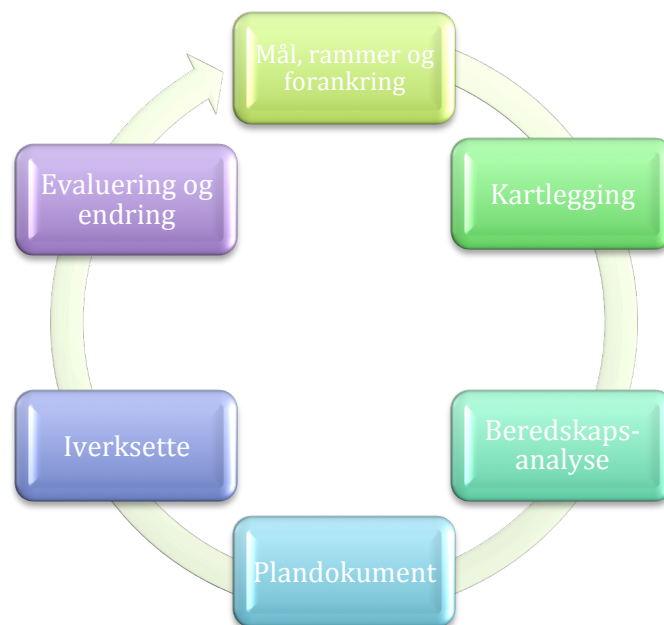 Mål, rammer og
forankring
Kartlegging
Beredskaps-
analyse
Plandokument
Iverksette
Evaluering og
endring